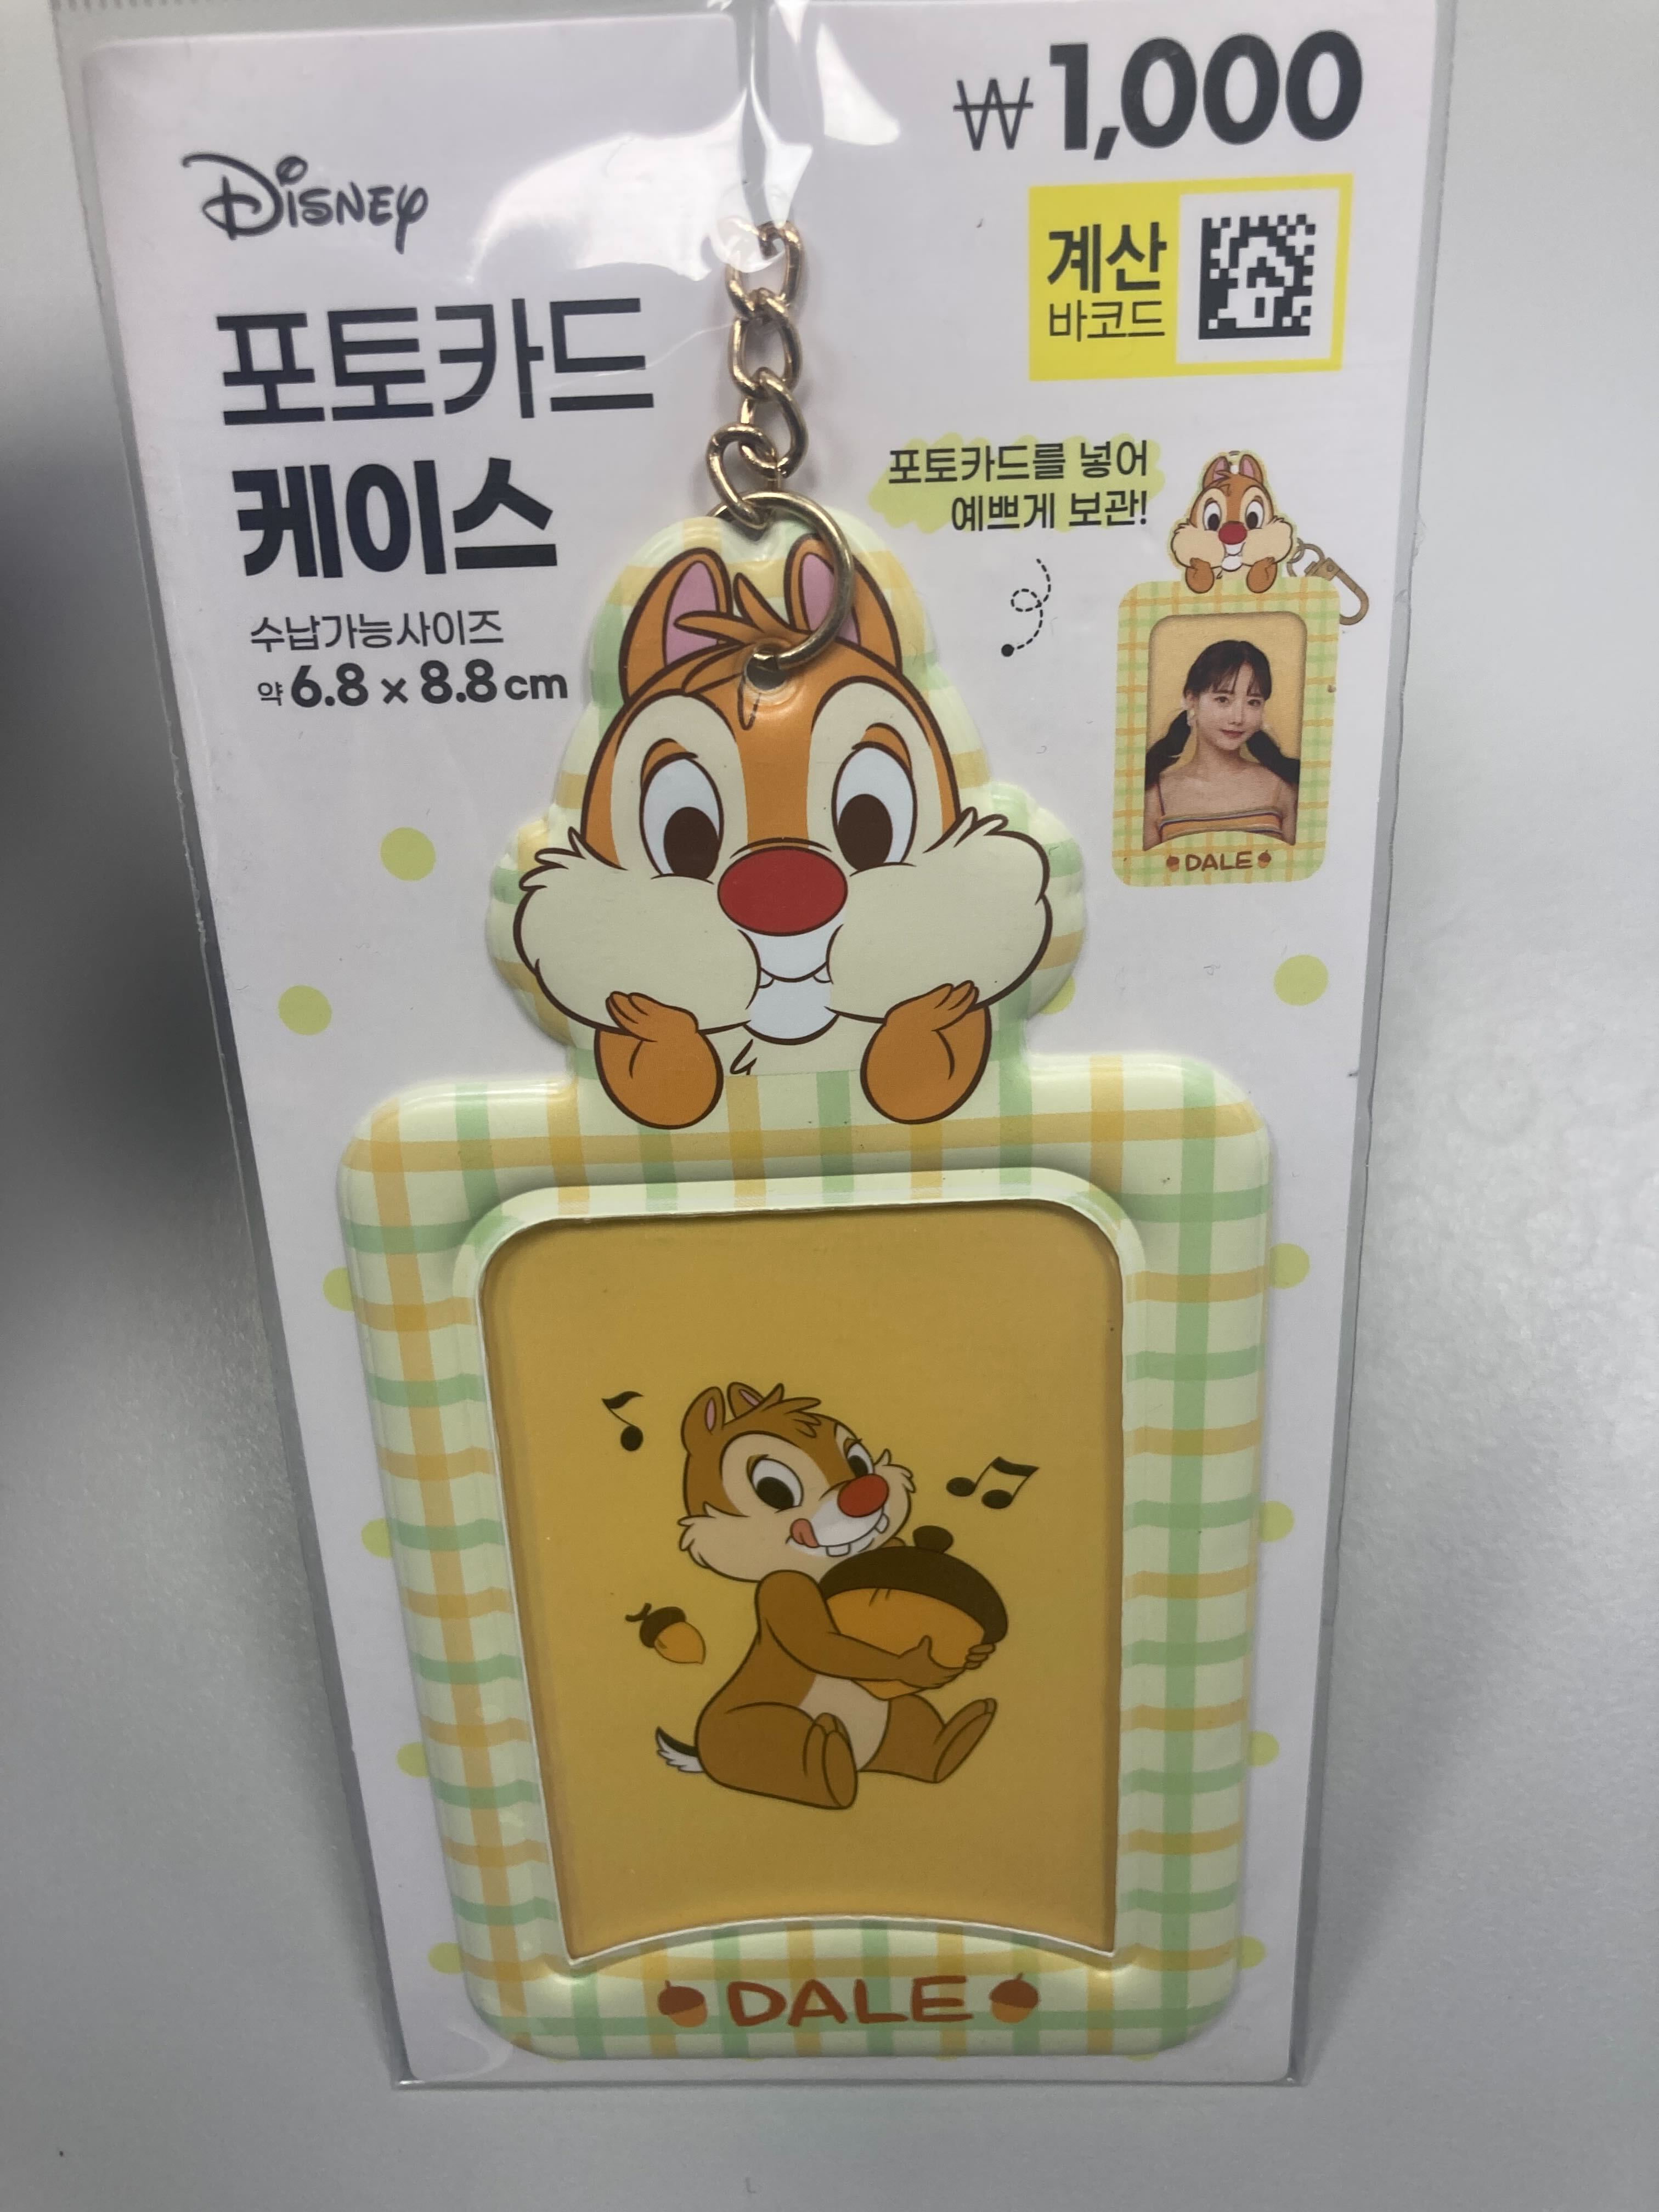 ₩1,000
Disney
계산
바코드
포토카드
케이스
수납가능사이즈
약 6.8 x 8.8cm
포토카드를 넣어
예쁘게 보관!
DALE
DALE